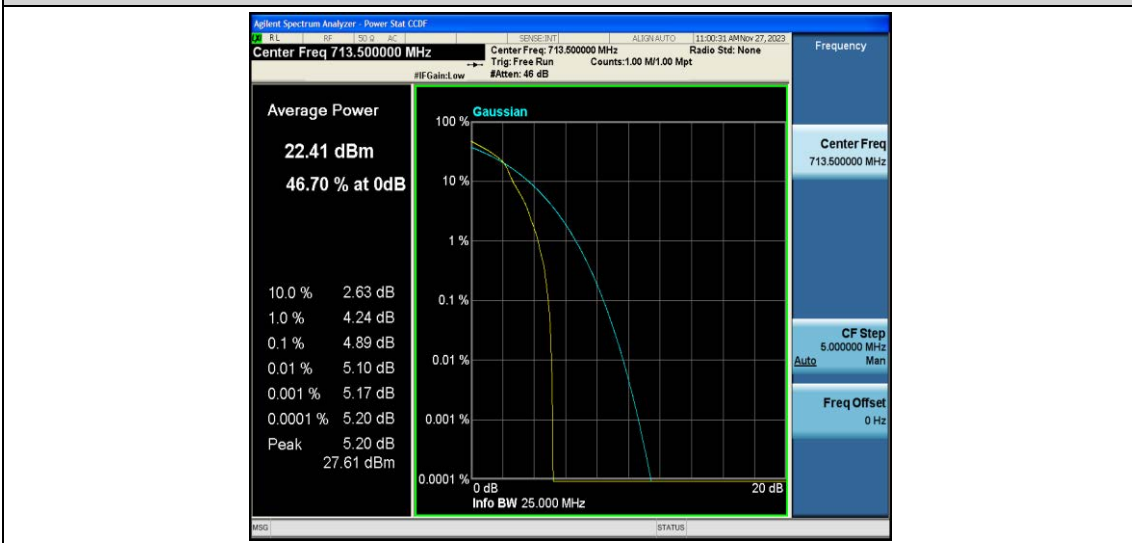 Agilent Spectrum Analyzer - Power Stat CCDF
RL RF 50 Ω AC SENSE:INT ALIGN AUTO 11:00:31 AM Nov 27, 2023
Center Freq 713.500000 MHz
Center Freq: 713.500000 MHz Radio Std: None
Trig: Free Run Counts:1.00 M/1.00 Mpt
#IFGain:Low #Atten: 46 dB
Frequency
Average Power
22.41 dBm
46.70 % at 0dB
10.0 % 2.63 dB
1.0 % 4.24 dB
0.1 % 4.89 dB
0.01 % 5.10 dB
0.001 % 5.17 dB
0.0001 % 5.20 dB
Peak 5.20 dB
27.61 dBm
Gaussian
100 %
10 %
1 %
0.1 %
0.01 %
0.001 %
0.0001 %
0 dB 20 dB
Info BW 25.000 MHz
Center Freq
713.500000 MHz
CF Step
5.000000 MHz
Auto Man
Freq Offset
0 Hz
MSG STATUS